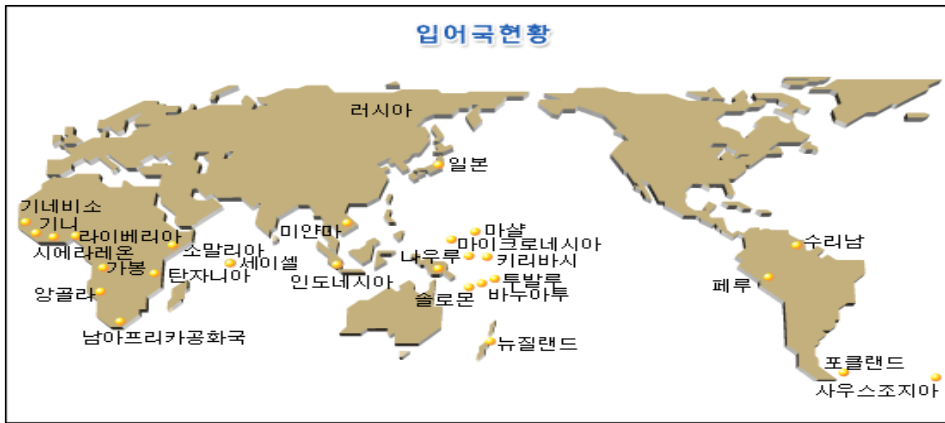 입어국현황
러시아
일본
기네비소
기니
라이베리아
시에라레온
가봉
소말리아
세이셀
탄자니아
앙골라
남아프리카공화국
미얀마
인도네시아
마샬
마이크로네시아
나우루
키리바시
투발루
솔로몬
바누아투
뉴질랜드
수리남
페루
포클랜드
사우스조지아